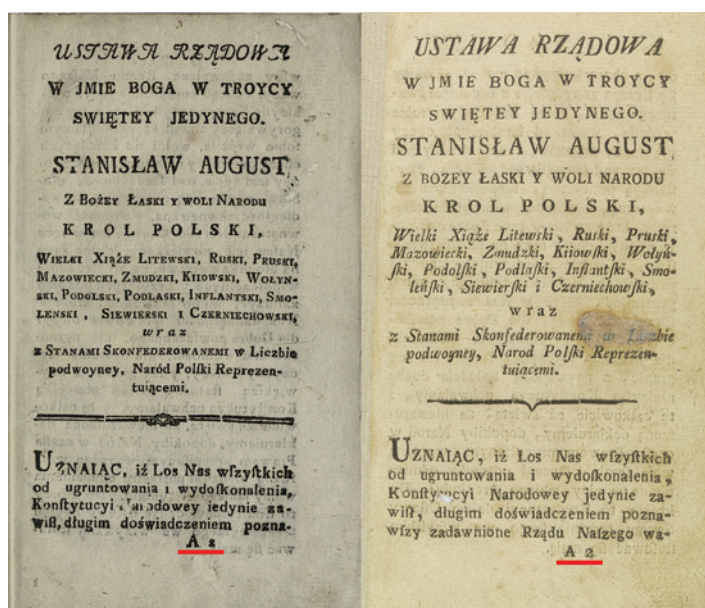 USTAWA RZĄDOWA
W JMIE BOGA W TROYCY
SWIĘTEY JEDYNEGO.
STANISŁAW AUGUST
Z BOŻEY ŁASKI Y WOLI NARODU
KROL POLSKI,
WIELKI XIĄŻE LITEWSKI, RUSKI, PRUSKI,
MAZOWIECKI, ZMUDZKI, KIIOWSKI, WOŁYN-
SKI, PODOLSKI, PODLASKI, INFLANTSKI, SMO-
LENSKI, SIEWIERSKI I CZERNIECHOWSKI,
wraz
z STANAMI SKONFEDEROWANEMI w Liczbie
podwoyney, Naród Polſki Reprezen-
tuiącemi.
UZNAIĄC, iż Los Nas wſzyſtkich
od ugruntowania i wydoſkonalenia,
Konſtytucyi Narodowey iedynie za-
wiſł, długim doświadczeniem pozna-
A 2
USTAWA RZĄDOWA
W JMIE BOGA W TROYCY
SWIĘTEY JEDYNEGO.
STANISŁAW AUGUST
Z BOZEY ŁASKI Y WOLI NARODU
KROL POLSKI,
Wielki Xiąże Litewſki, Ruski, Pruski,
Mazowiecki, Zmudzki, Kiiowſki, Wołyń-
ſki, Podolſki, Podlaſki, Inflantſki, Smo-
leńſki, Siewierſki i Czerniechowſki,
wraz
z Stanami Skonfederowanemi w Liczbie
podwoyney, Narod Polſki Reprezen-
tuiącemi.
UZNAIĄC, iż Los Nas wſzyſtkich
od ugruntowania i wydoſkonalenia,
Konſtytucyi Narodowey jedynie za-
wiſł, długim doświadczeniem pozna-
wſzy zadawnione Rządu Naſzego wa-
A 2